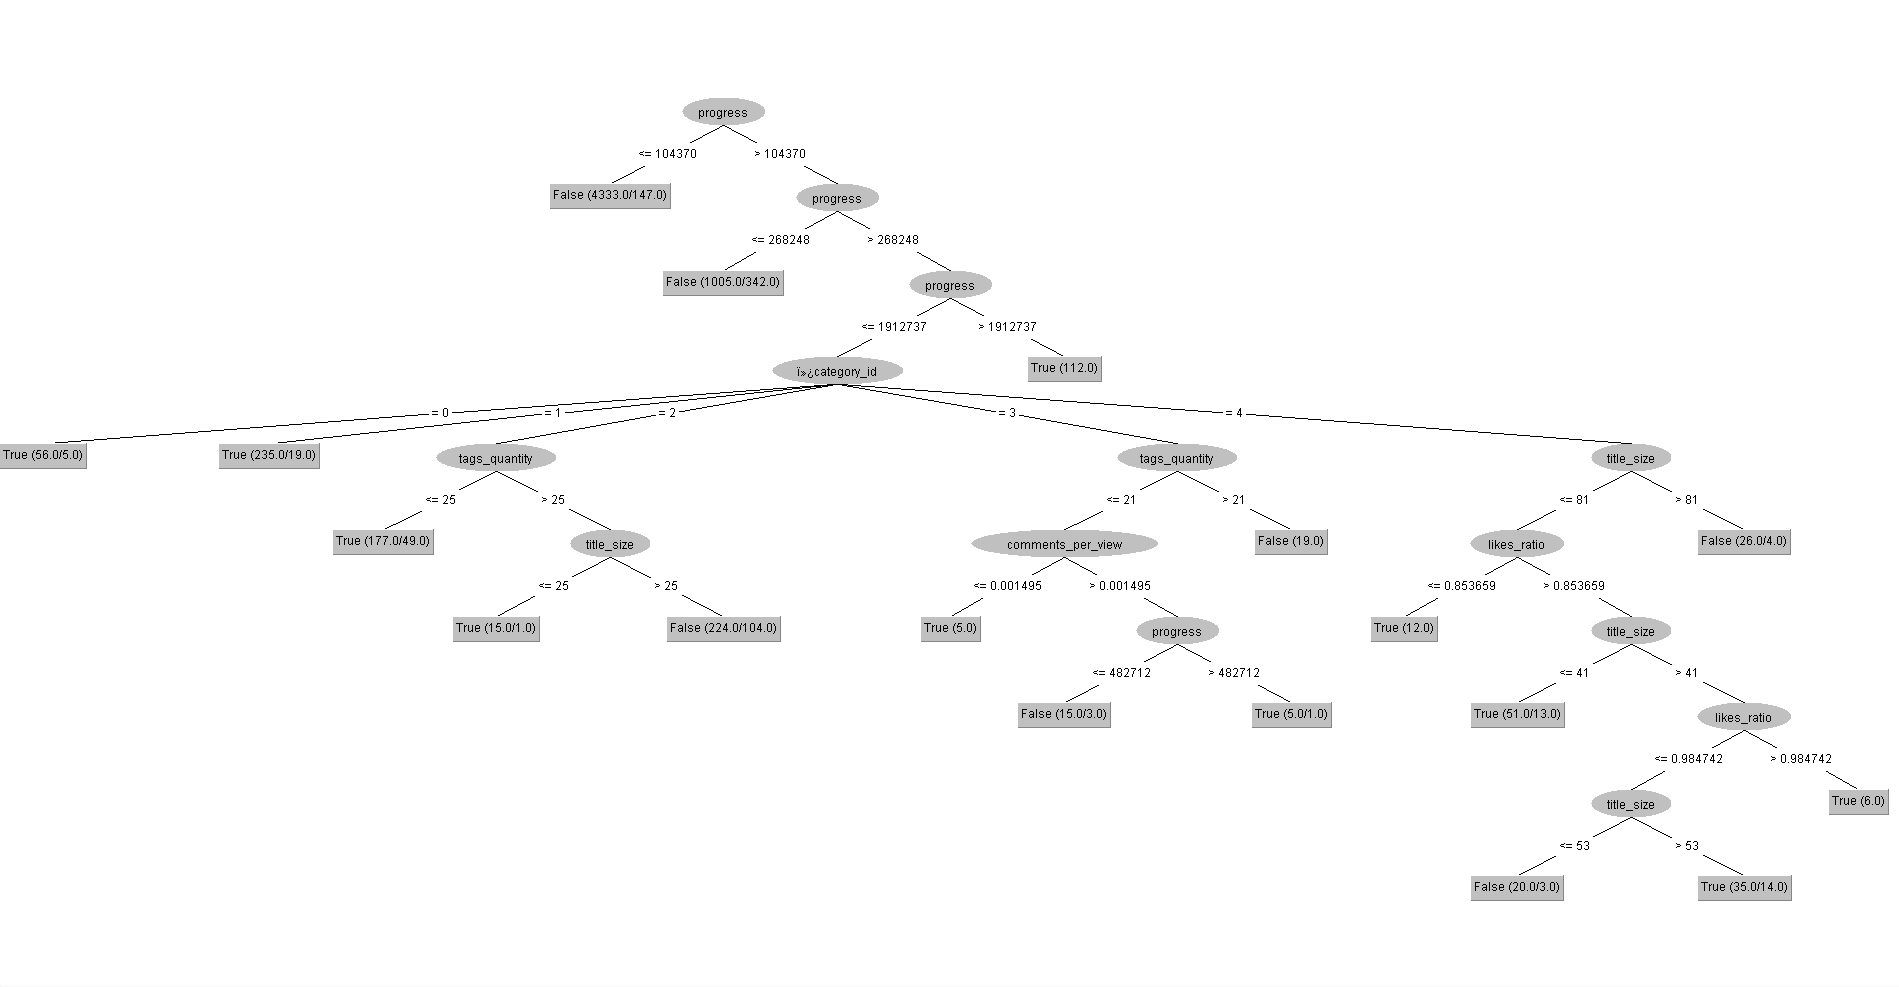 progress
<= 104370
> 104370
False (4333.0/147.0)
progress
<= 268248
> 268248
False (1005.0/342.0)
progress
<= 1912737
> 1912737
ï»¿category_id
True (112.0)
= 0
= 1
= 2
= 3
= 4
True (56.0/5.0)
True (235.0/19.0)
tags_quantity
tags_quantity
title_size
<= 25
> 25
<= 21
> 21
<= 81
> 81
True (177.0/49.0)
title_size
comments_per_view
False (19.0)
likes_ratio
False (26.0/4.0)
<= 25
> 25
<= 0.001495
> 0.001495
<= 0.853659
> 0.853659
True (15.0/1.0)
False (224.0/104.0)
True (5.0)
progress
True (12.0)
title_size
<= 482712
> 482712
<= 41
> 41
False (15.0/3.0)
True (5.0/1.0)
True (51.0/13.0)
likes_ratio
<= 0.984742
> 0.984742
title_size
True (6.0)
<= 53
> 53
False (20.0/3.0)
True (35.0/14.0)